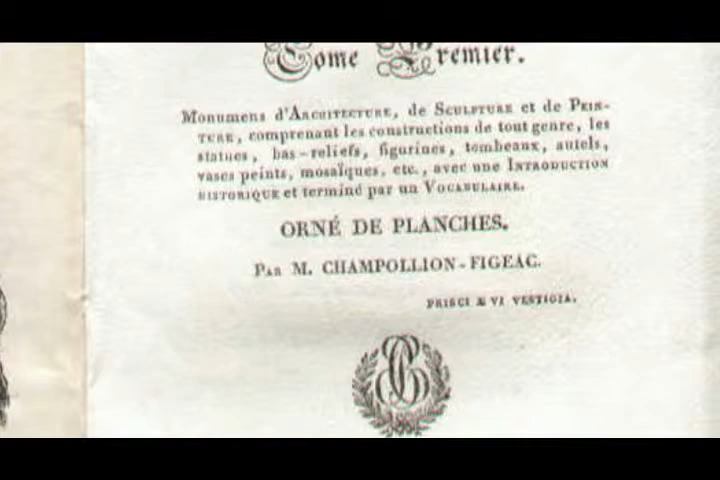 Tome Premier.
Monumens d'Architecture, de Sculpture et de Pein-
ture, comprenant les constructions de tout genre, les
statues, bas-reliefs, figurines, tombeaux, autels,
vases peints, mosaïques, etc., avec une Introduction
historique et terminé par un Vocabulaire.
ORNÉ DE PLANCHES.
Par M. CHAMPOLLION-FIGEAC.
PRISCI ÆVI VESTIGIA.